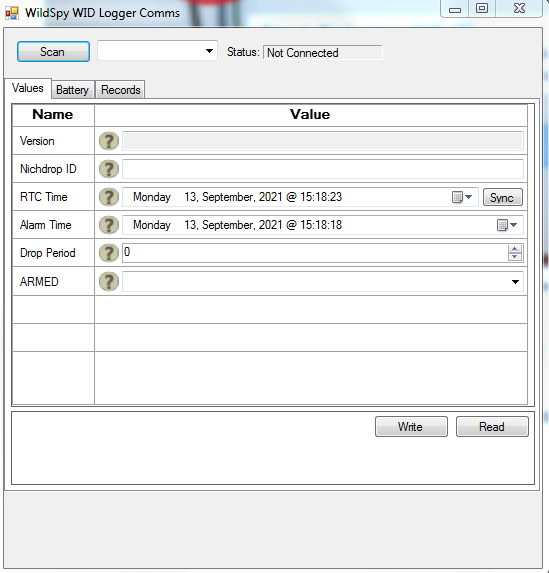 WildSpy WID Logger Comms
Scan Status: Not Connected
Values Battery Records
Name Value
Version ?
Nichdrop ID ?
RTC Time ? Monday 13, September, 2021 @ 15:18:23 Sync
Alarm Time ? Monday 13, September, 2021 @ 15:18:18
Drop Period ? 0
ARMED ?
Write Read